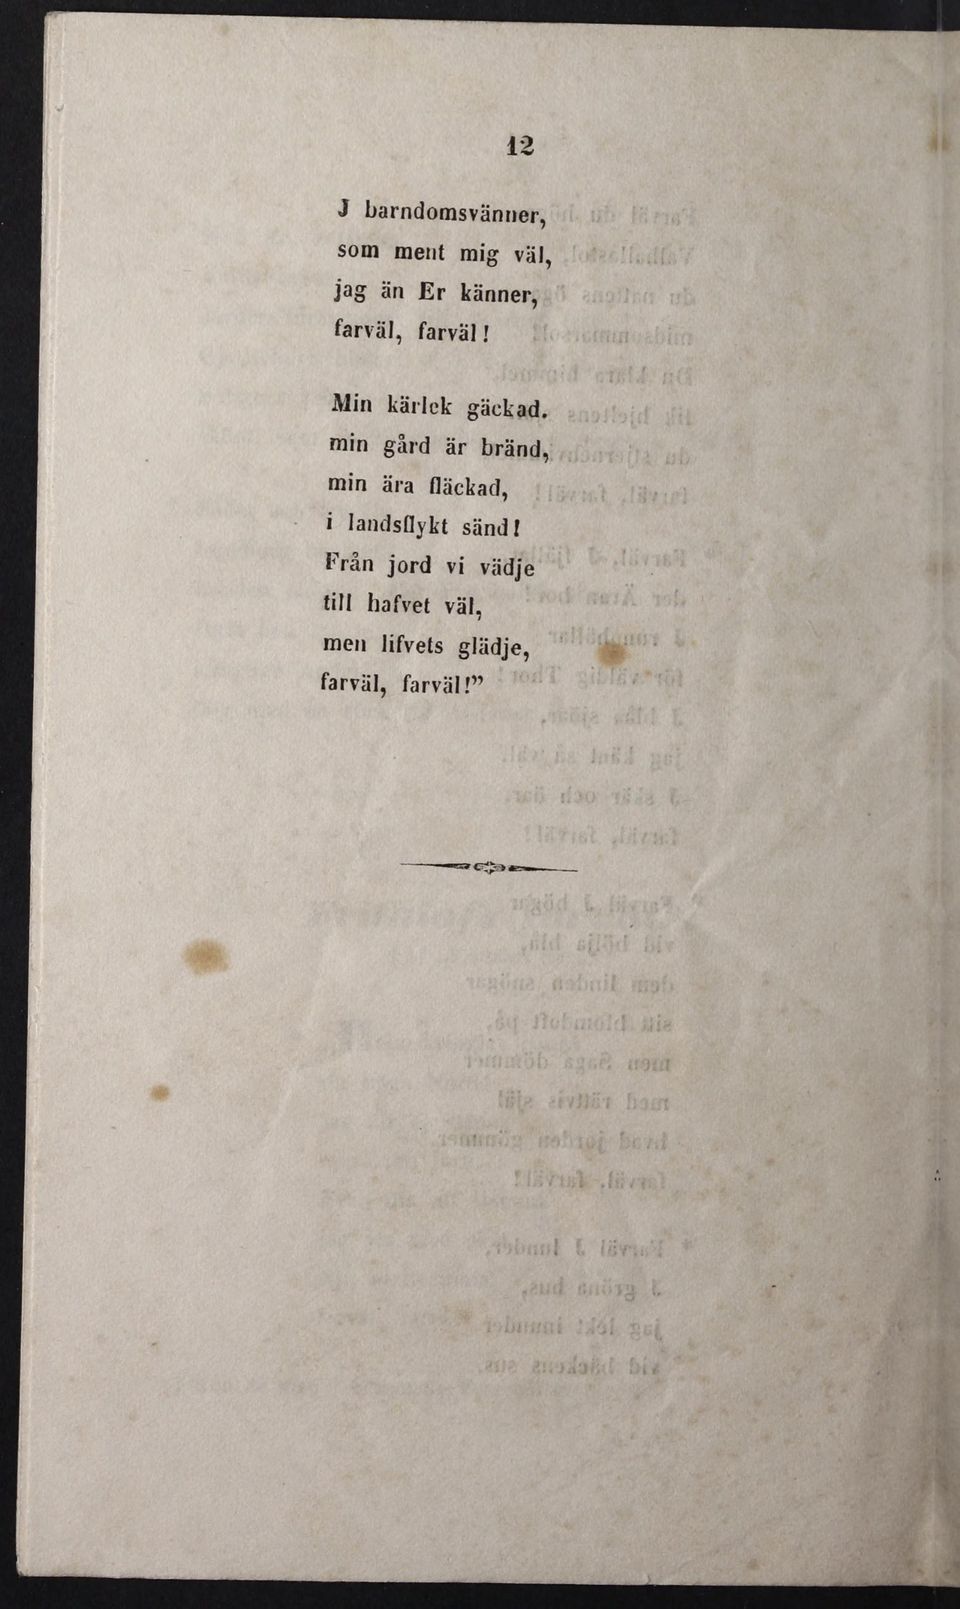 12
J barndomsvänner,
som ment mig väl,
jag än Er känner,
farväl, farväl!
Min kärlek gäckad.
min gård är bränd,
min ära fläckad,
i landsflykt sänd!
Från jord vi vädje
till hafvet väl,
men lifvets glädje,
farväl, farväl!”